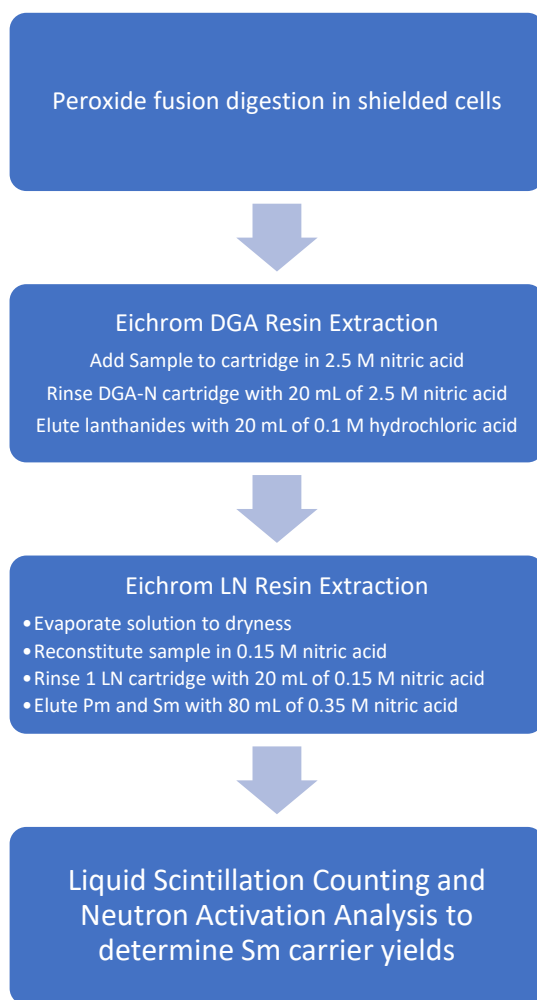 Peroxide fusion digestion in shielded cells
Eichrom DGA Resin Extraction
Add Sample to cartridge in 2.5 M nitric acid
Rinse DGA-N cartridge with 20 mL of 2.5 M nitric acid
Elute lanthanides with 20 mL of 0.1 M hydrochloric acid
Eichrom LN Resin Extraction
•Evaporate solution to dryness
•Reconstitute sample in 0.15 M nitric acid
•Rinse 1 LN cartridge with 20 mL of 0.15 M nitric acid
•Elute Pm and Sm with 80 mL of 0.35 M nitric acid
Liquid Scintillation Counting and
Neutron Activation Analysis to
determine Sm carrier yields